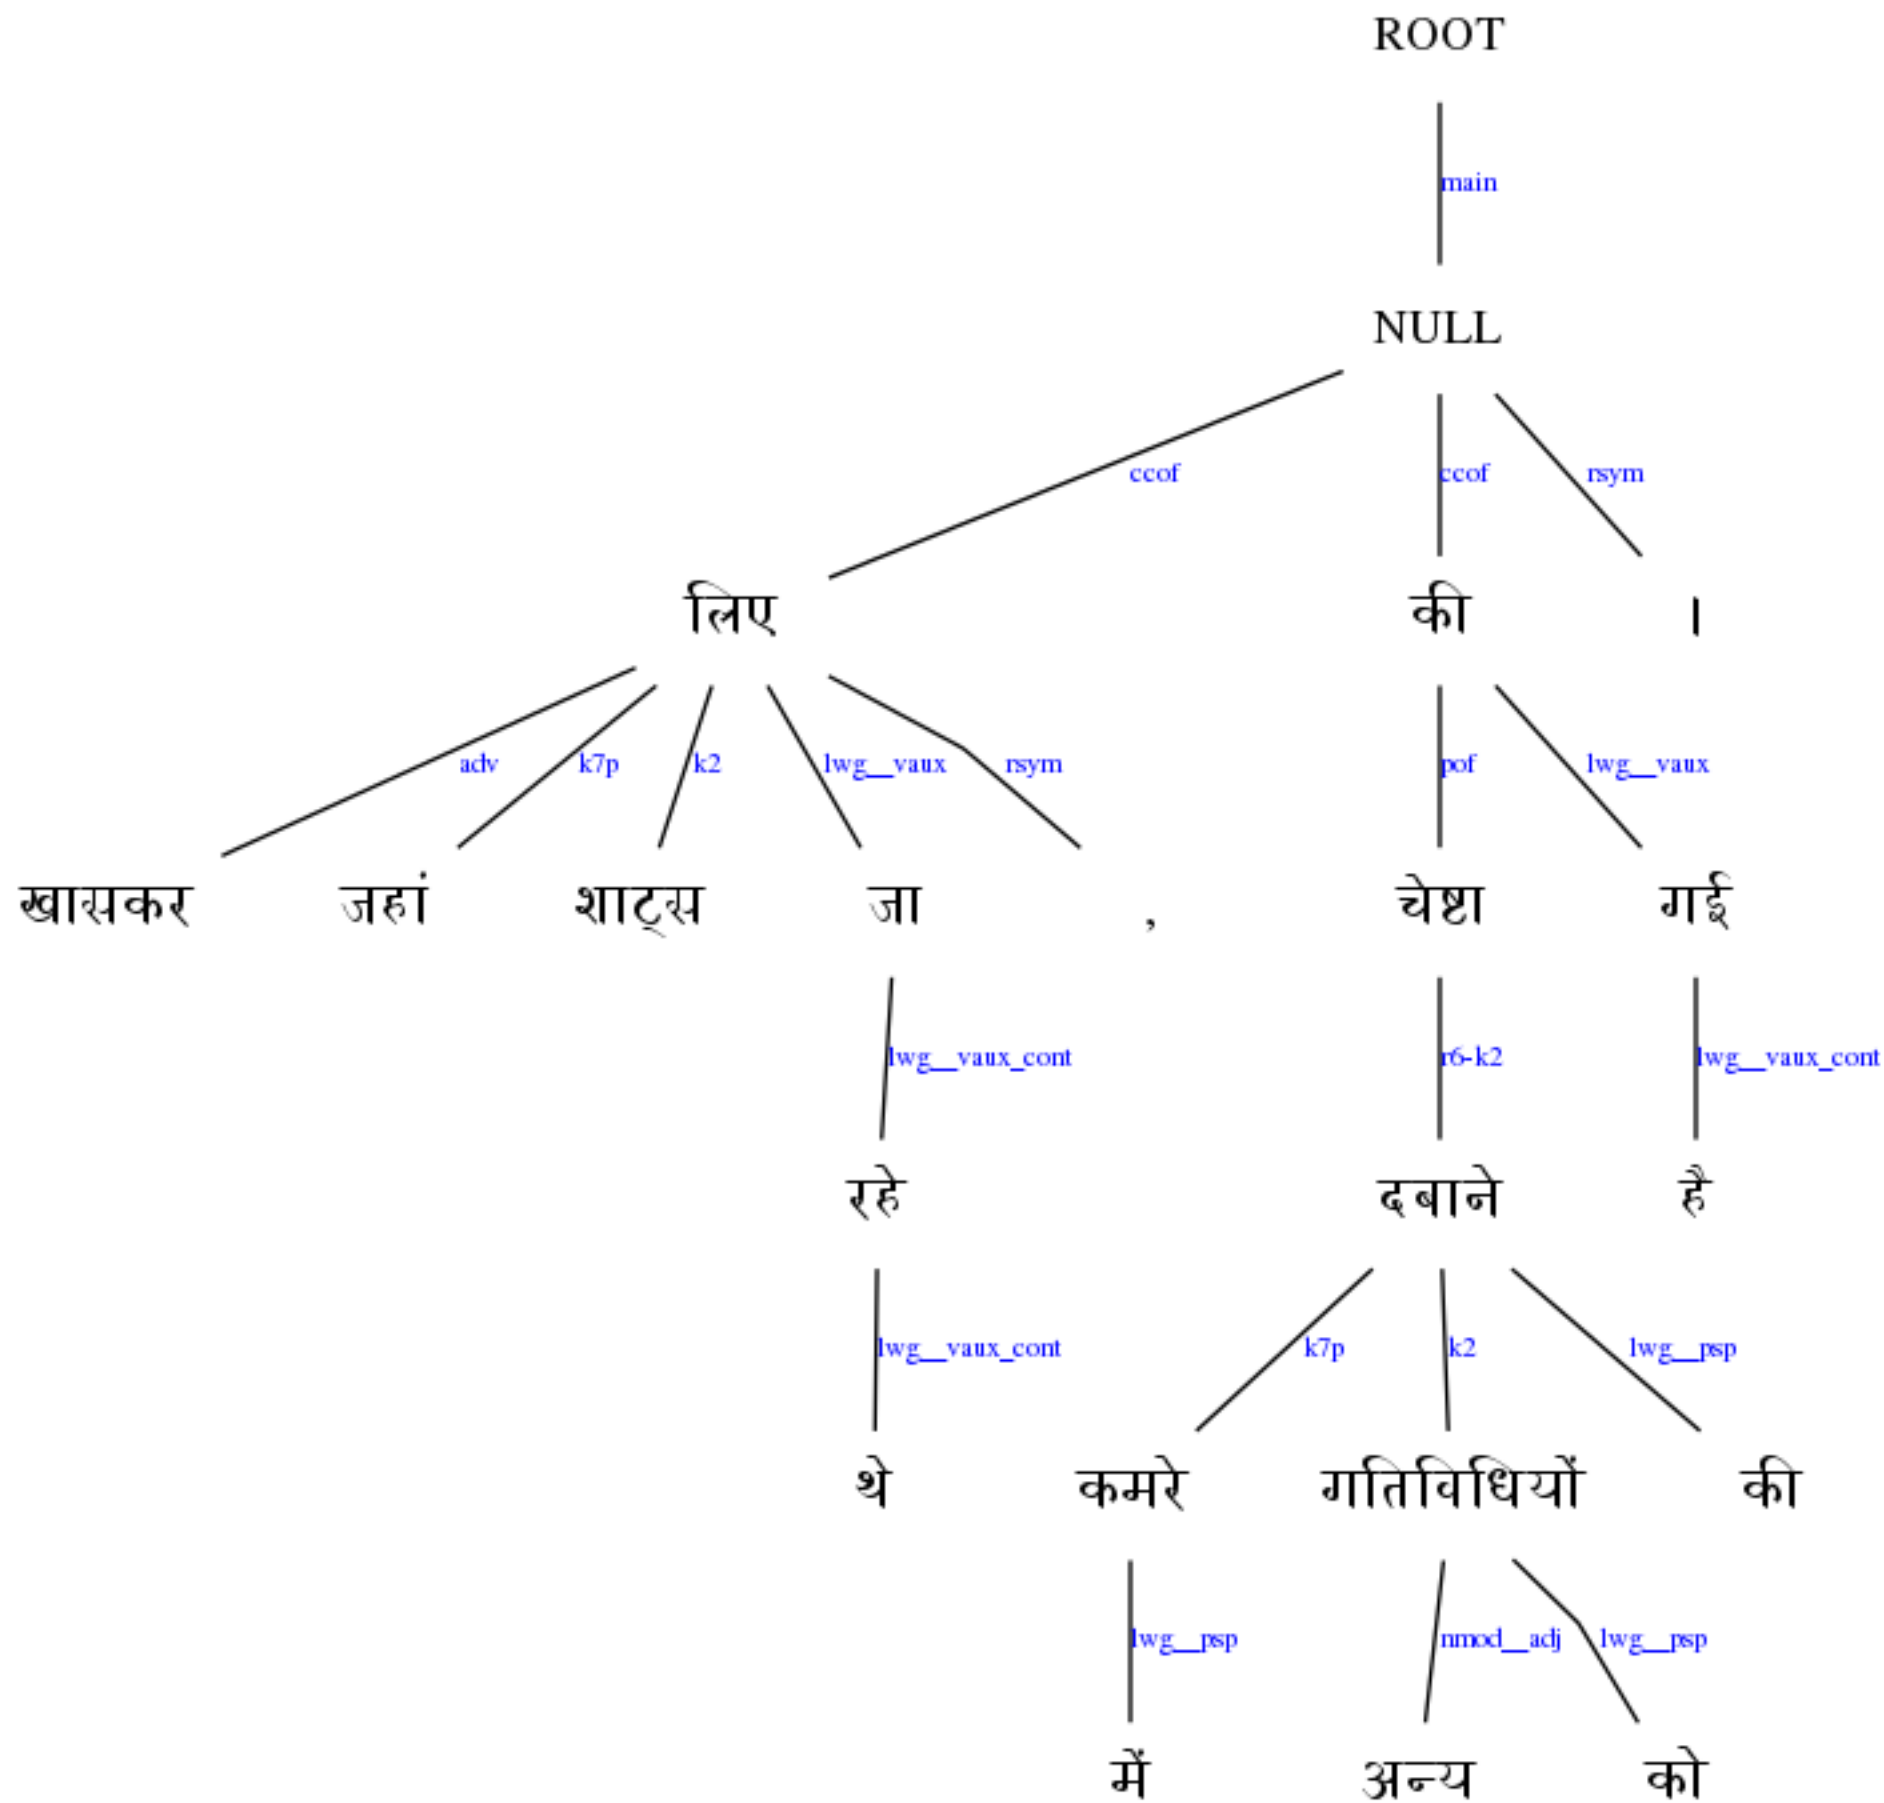 ROOT
main
NULL
ccof ccof rsym
लिए की ।
adv k7p k2 lwg__vaux rsym pof lwg__vaux
खासकर जहां शाट्स जा , चेष्टा गई
lwg__vaux_cont r6-k2 lwg__vaux_cont
रहे दबाने है
lwg__vaux_cont k7p k2 lwg__psp
थे कमरे गतिविधियों की
lwg__psp nmod__adj lwg__psp
में अन्य को